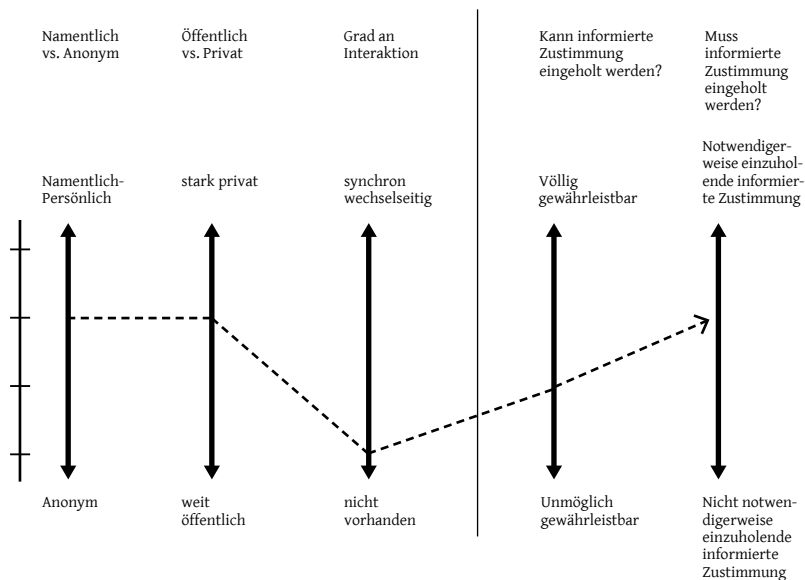 Namentlich
vs. Anonym
Öffentlich
vs. Privat
Grad an
Interaktion
Kann informierte
Zustimmung
eingeholt werden?
Muss
informierte
Zustimmung
eingeholt
werden?
Namentlich-
Persönlich
stark privat
synchron
wechselseitig
Völlig
gewährleistbar
Notwendiger-
weise einzuhol-
ende informier-
te Zustimmung
Anonym
weit
öffentlich
nicht
vorhanden
Unmöglich
gewährleistbar
Nicht notwen-
digerweise
einzuholende
informierte
Zustimmung